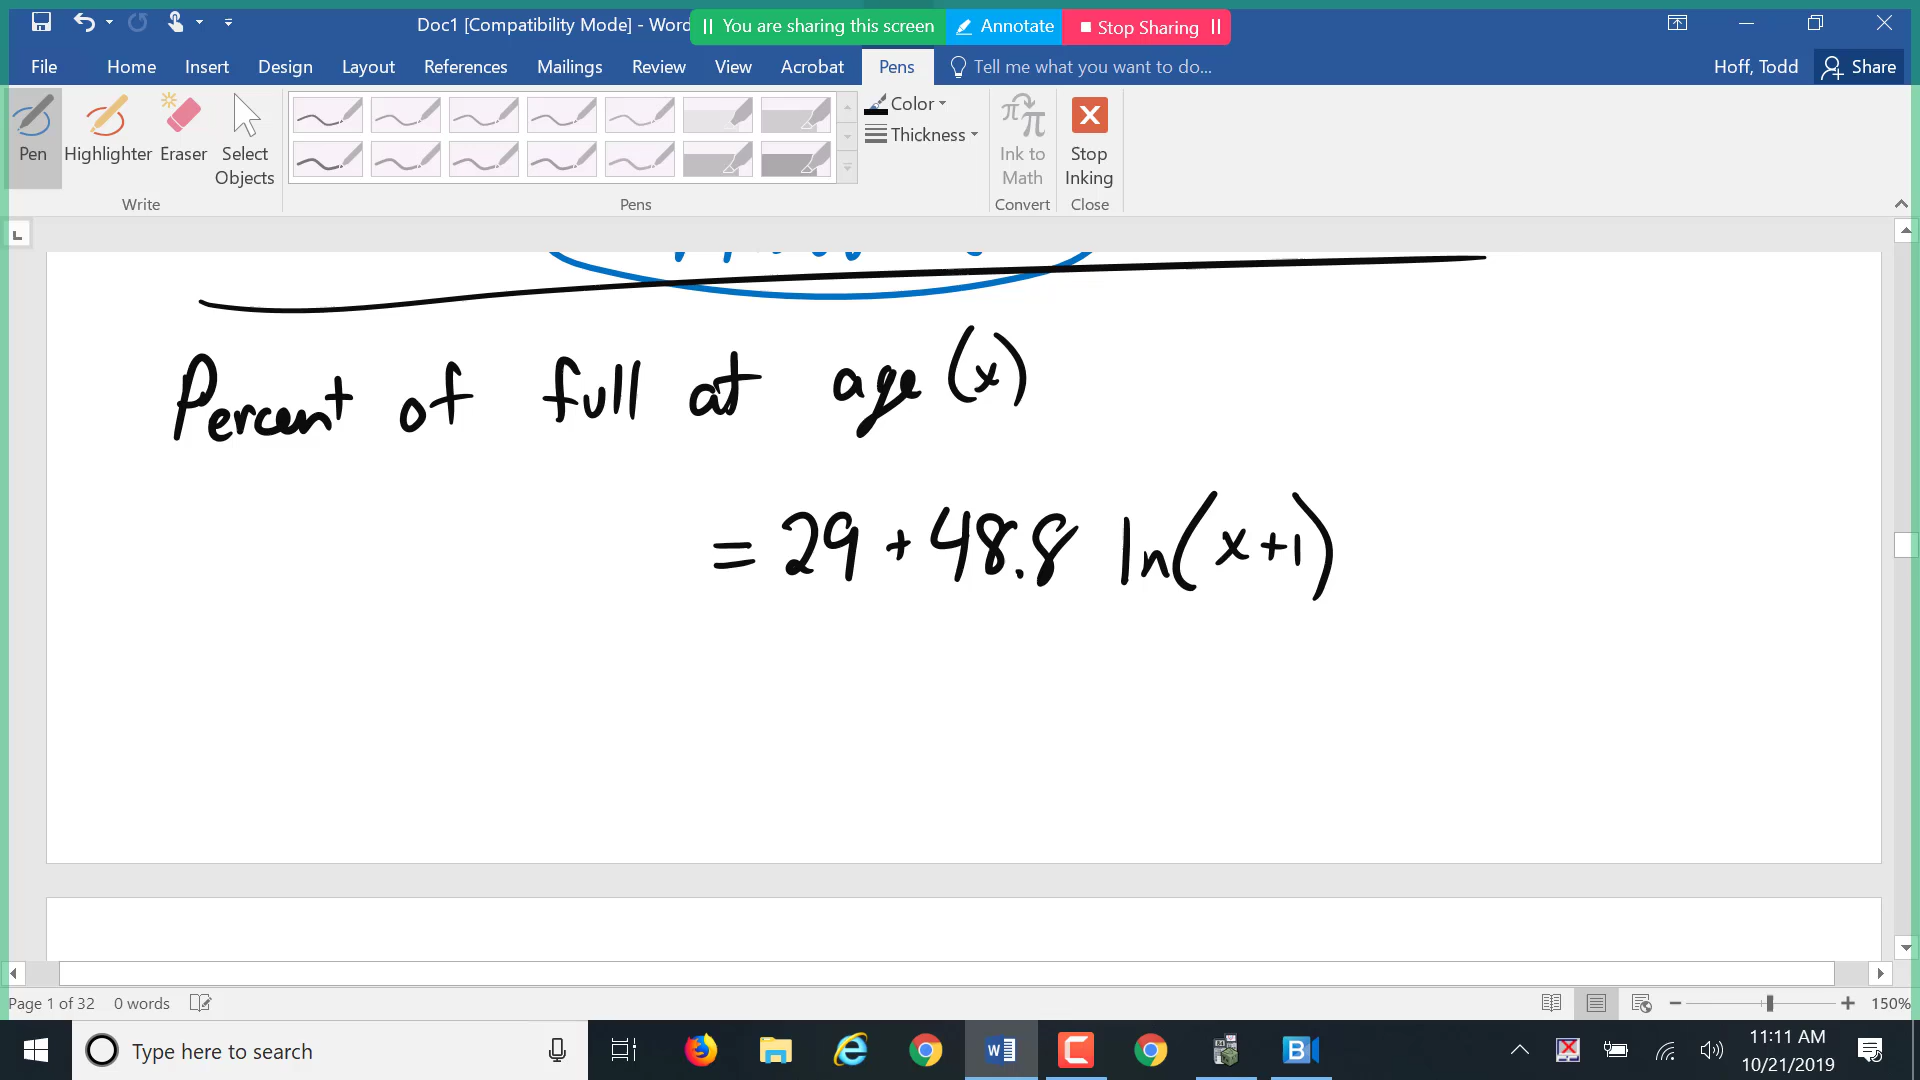 Doc1 [Compatibility Mode] - Word
You are sharing this screen
Annotate
Stop Sharing
File Home Insert Design Layout References Mailings Review View Acrobat Pens Tell me what you want to do... Hoff, Todd Share
Pen Highlighter Eraser Select Objects
Color
Thickness
Ink to Math
Stop Inking
Write Pens Convert Close
Percent of full at age (x)
= 29 + 48.8 ln(x+1)
Page 1 of 32 0 words 150%
Type here to search
11:11 AM
10/21/2019